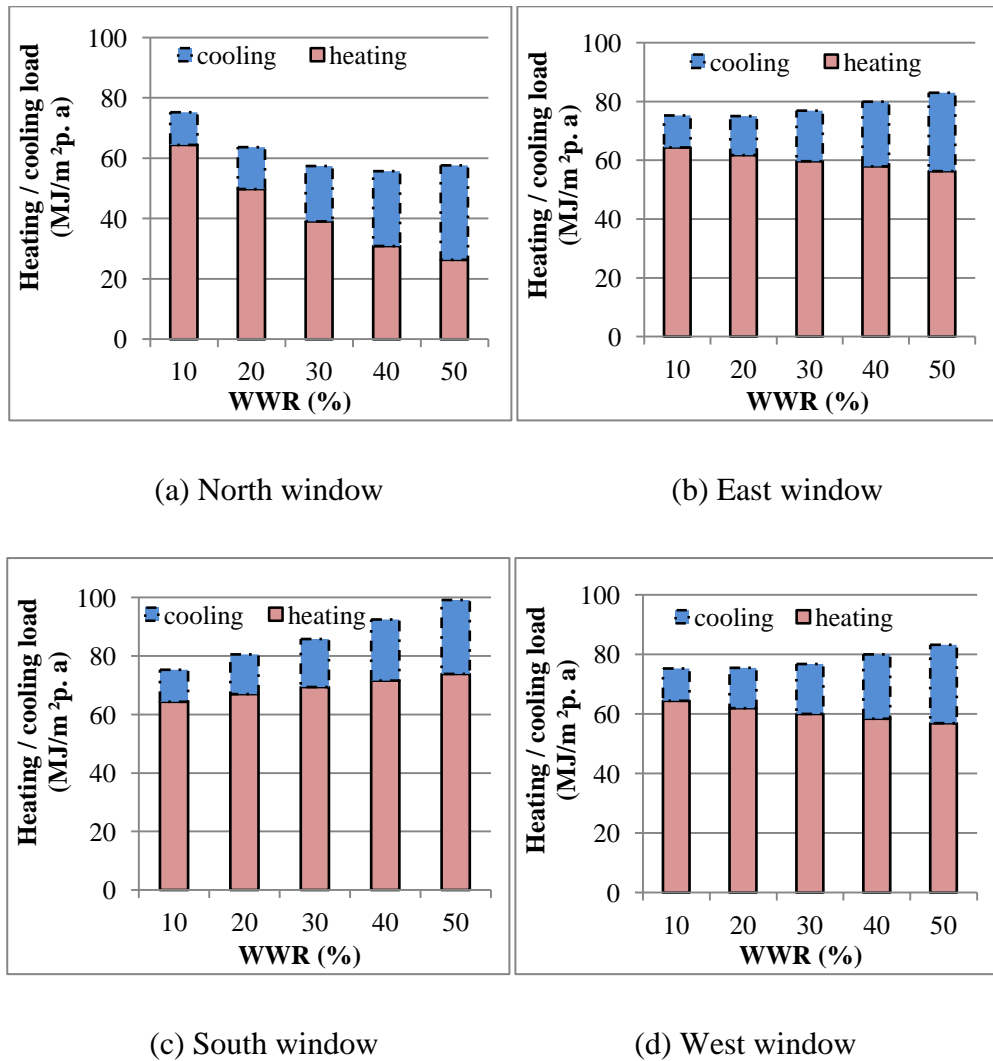 Heating / cooling load
(MJ/m ²p. a)
100
80
60
40
20
0
cooling heating
10 20 30 40 50
WWR (%)
(a) North window
Heating / cooling load
(MJ/m ²p. a)
100
80
60
40
20
0
cooling heating
10 20 30 40 50
WWR (%)
(b) East window
Heating / cooling load
(MJ/m ²p. a)
100
80
60
40
20
0
cooling heating
10 20 30 40 50
WWR (%)
(c) South window
Heating / cooling load
(MJ/m ²p. a)
100
80
60
40
20
0
cooling heating
10 20 30 40 50
WWR (%)
(d) West window